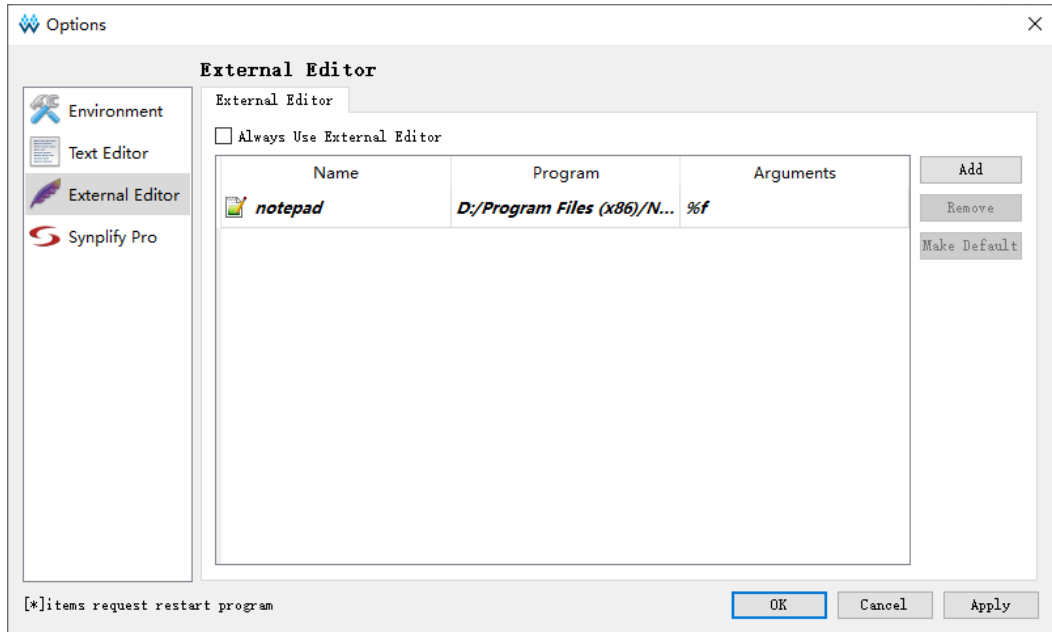 Options
External Editor
Environment
Text Editor
External Editor
Synplify Pro
External Editor
Always Use External Editor
Name Program Arguments
notepad D:/Program Files (x86)/N... %f
Add
Remove
Make Default
[*]items request restart program
OK Cancel Apply